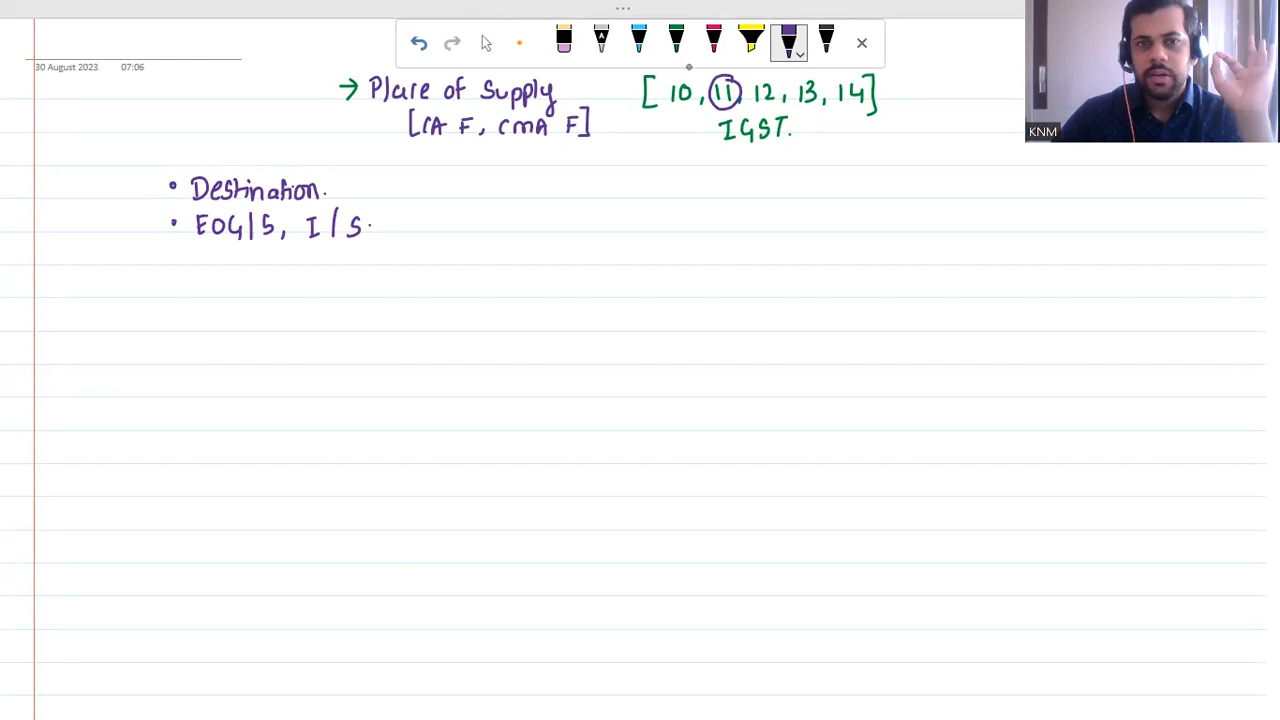 30 August 2023 07:06
→ Place of Supply [ 10, 11, 12, 13, 14 ]
[CA F, CMA F] IGST.
• Destination.
• EOG|S, I / S.
KNM